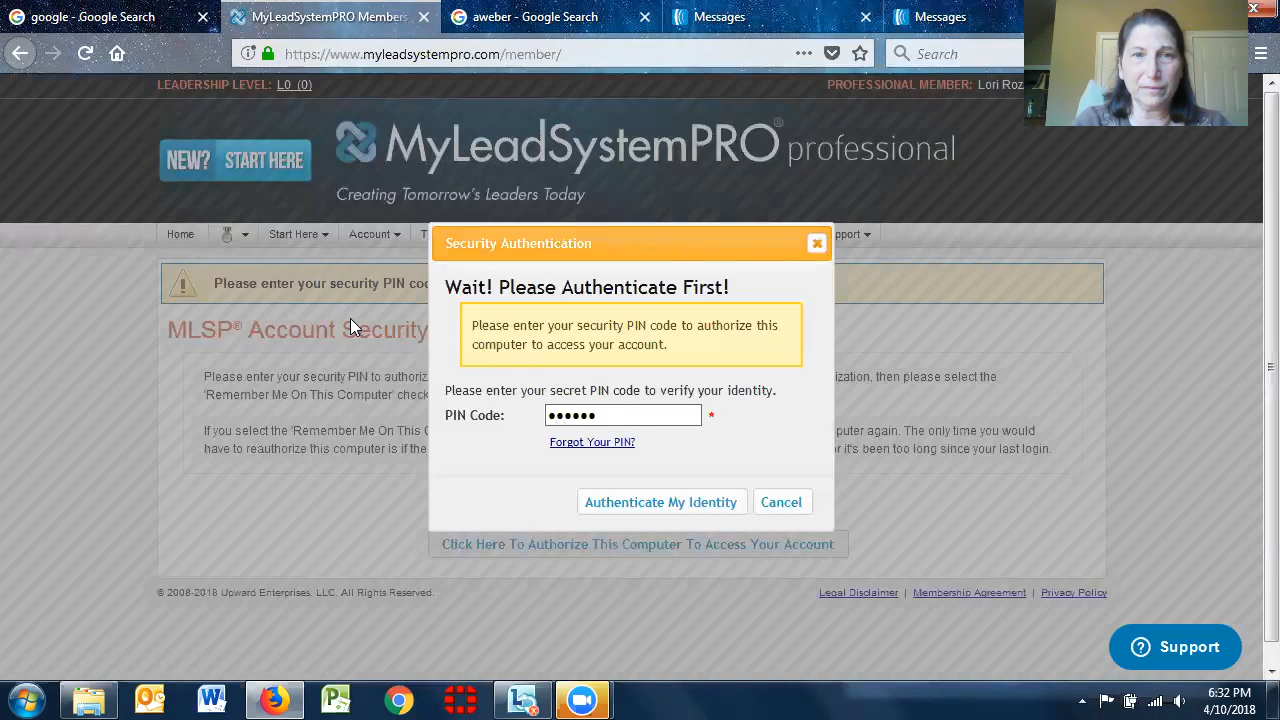 google - Google Search
MyLeadSystemPRO Members
aweber - Google Search
Messages
Messages
https://www.myleadsystempro.com/member/
Search
LEADERSHIP LEVEL: L0 (0)
PROFESSIONAL MEMBER: Lori Roz
NEW? START HERE
MyLeadSystemPRO® professional
Creating Tomorrow's Leaders Today
Home
Start Here
Account
T
port
Please enter your security PIN cod
MLSP® Account Security
Please enter your security PIN to authoriz
ization, then please select the
'Remember Me On This Computer' check
If you select the 'Remember Me On This C
puter again. The only time you would
have to reauthorize this computer is if the
or it's been too long since your last login.
Security Authentication
Wait! Please Authenticate First!
Please enter your security PIN code to authorize this
computer to access your account.
Please enter your secret PIN code to verify your identity.
PIN Code: •••••• *
Forgot Your PIN?
Authenticate My Identity
Cancel
Click Here To Authorize This Computer To Access Your Account
© 2008-2018 Upward Enterprises, LLC. All Rights Reserved.
Legal Disclaimer | Membership Agreement | Privacy Policy
Support
6:32 PM
4/10/2018